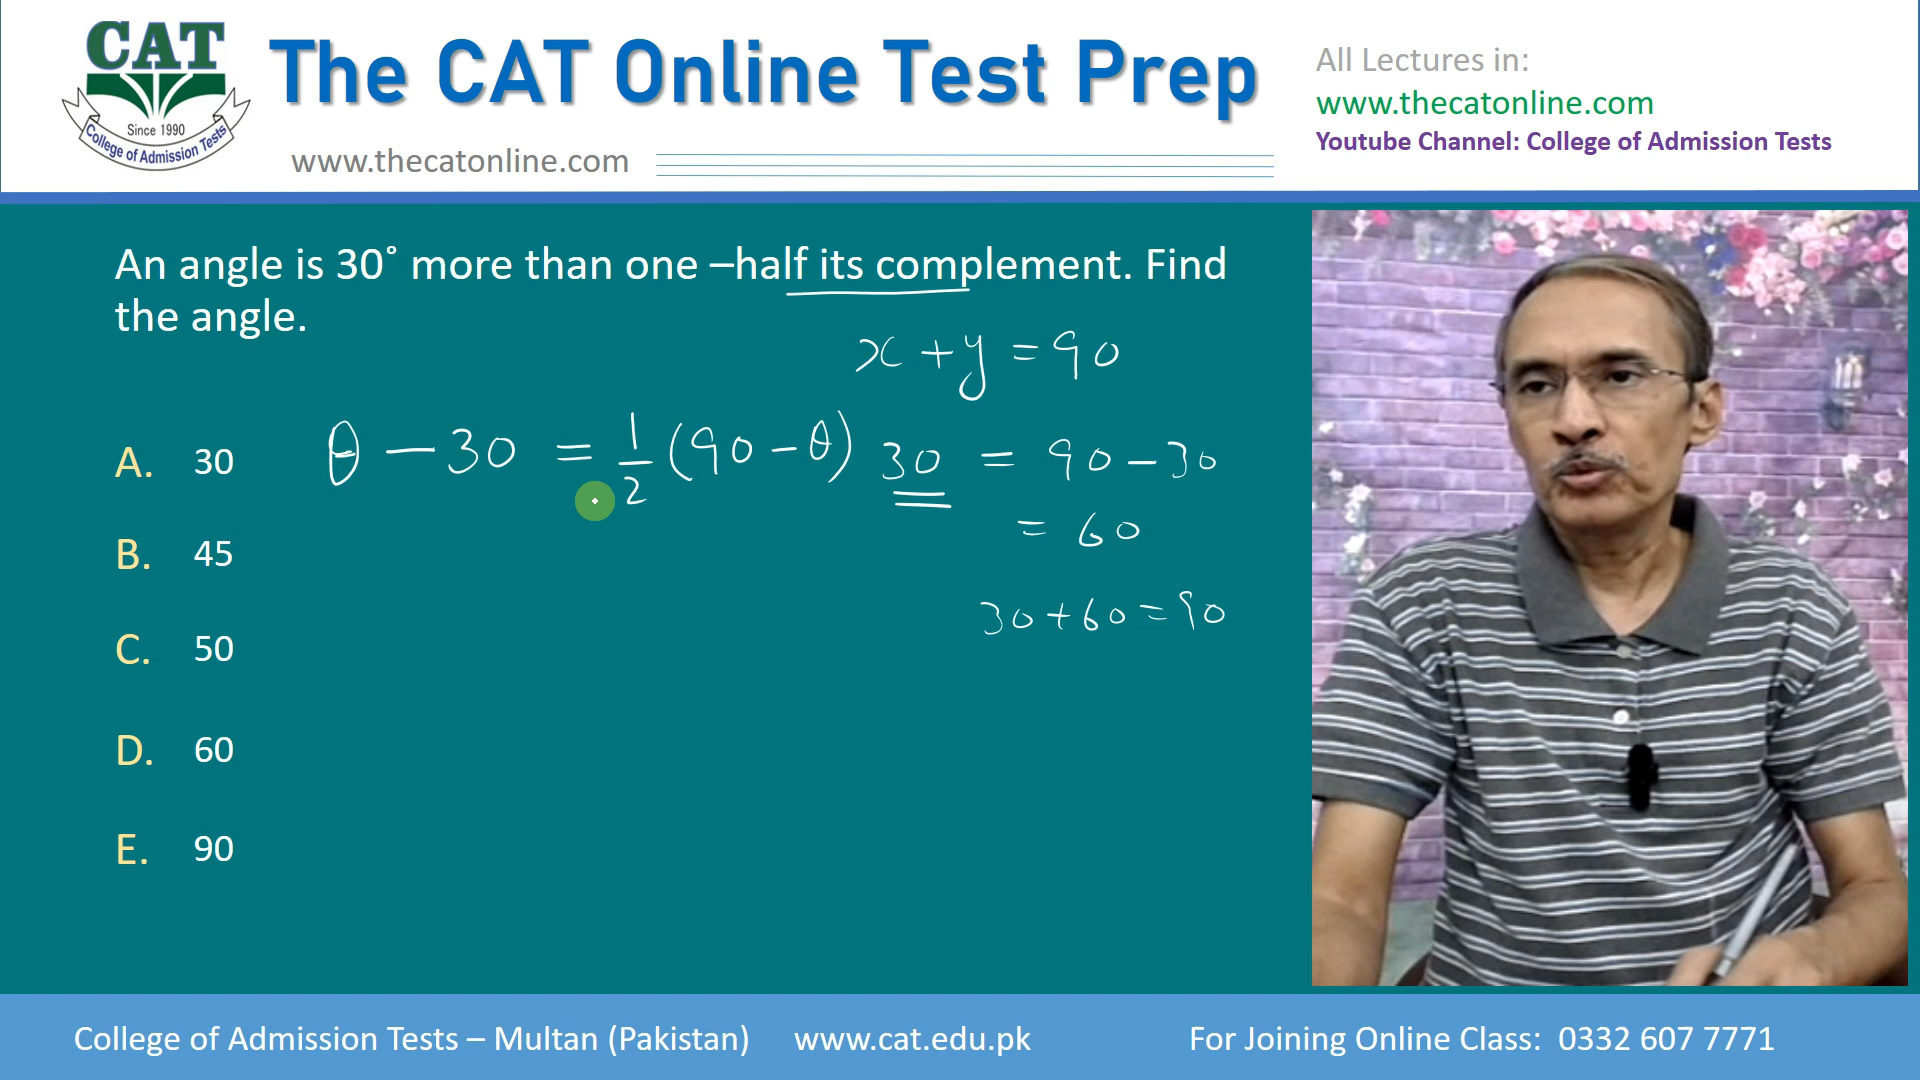 CAT
Since 1990
College of Admission Tests
The CAT Online Test Prep
www.thecatonline.com
All Lectures in:
www.thecatonline.com
Youtube Channel: College of Admission Tests
An angle is 30° more than one –half its complement. Find
the angle.
x + y = 90
θ – 30 = 1/2 (90 – θ)
30 = 90 – 30
= 60
30 + 60 = 90
A. 30
B. 45
C. 50
D. 60
E. 90
College of Admission Tests – Multan (Pakistan) www.cat.edu.pk For Joining Online Class: 0332 607 7771